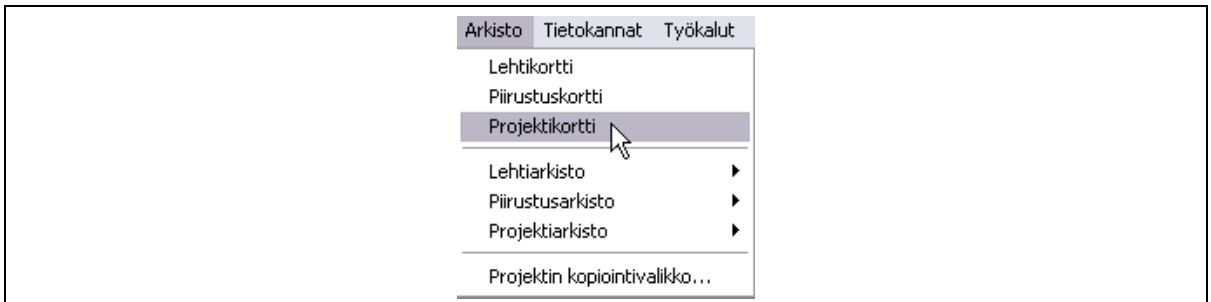 Arkisto Tietokannat Työkalut
Lehtikortti
Piirustuskortti
Projektikortti
Lehtiarkisto
Piirustusarkisto
Projektiarkisto
Projektin kopiointivalikko...